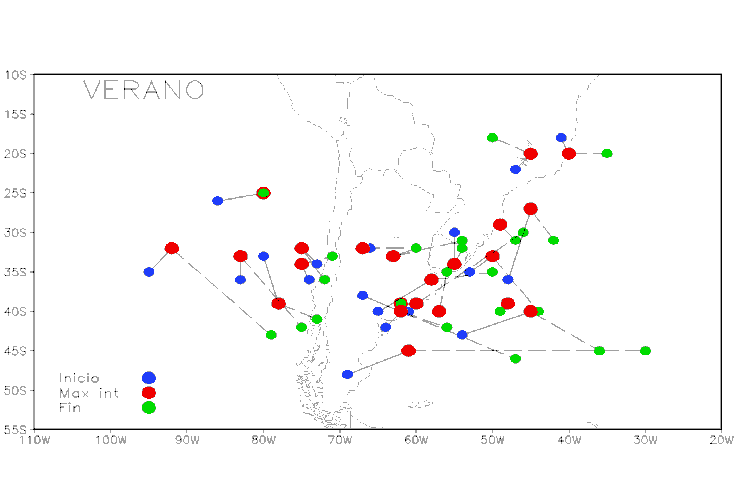 VERANO
10S
15S
20S
25S
30S
35S
40S
45S
50S
55S
Inicio
Max int
Fin
110W 100W 90W 80W 70W 60W 50W 40W 30W 20W